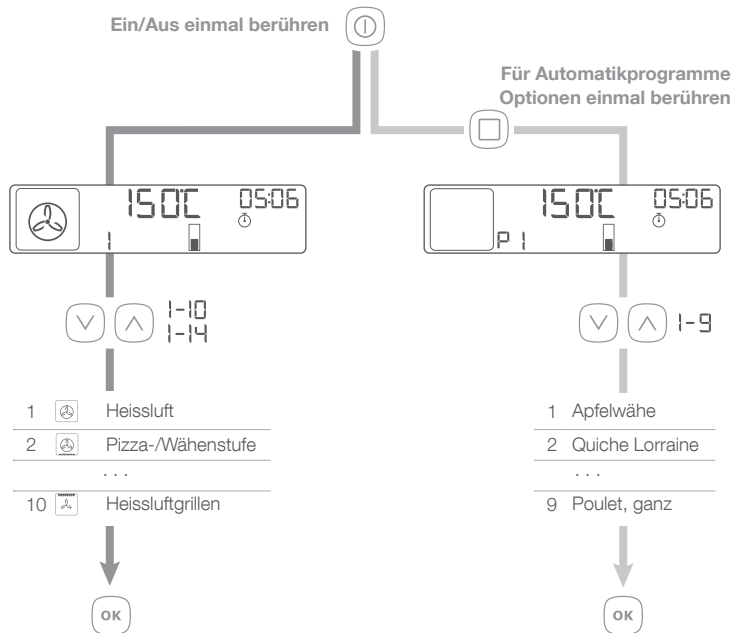 Ein/Aus einmal berühren
Für Automatikprogramme
Optionen einmal berühren
150°C 05:06
1
150°C 05:06
P 1
1-10
1-14
1-9
1 Heissluft
2 Pizza-/Wähenstufe
. . .
10 Heissluftgrillen
1 Apfelwähe
2 Quiche Lorraine
. . .
9 Poulet, ganz
OK
OK